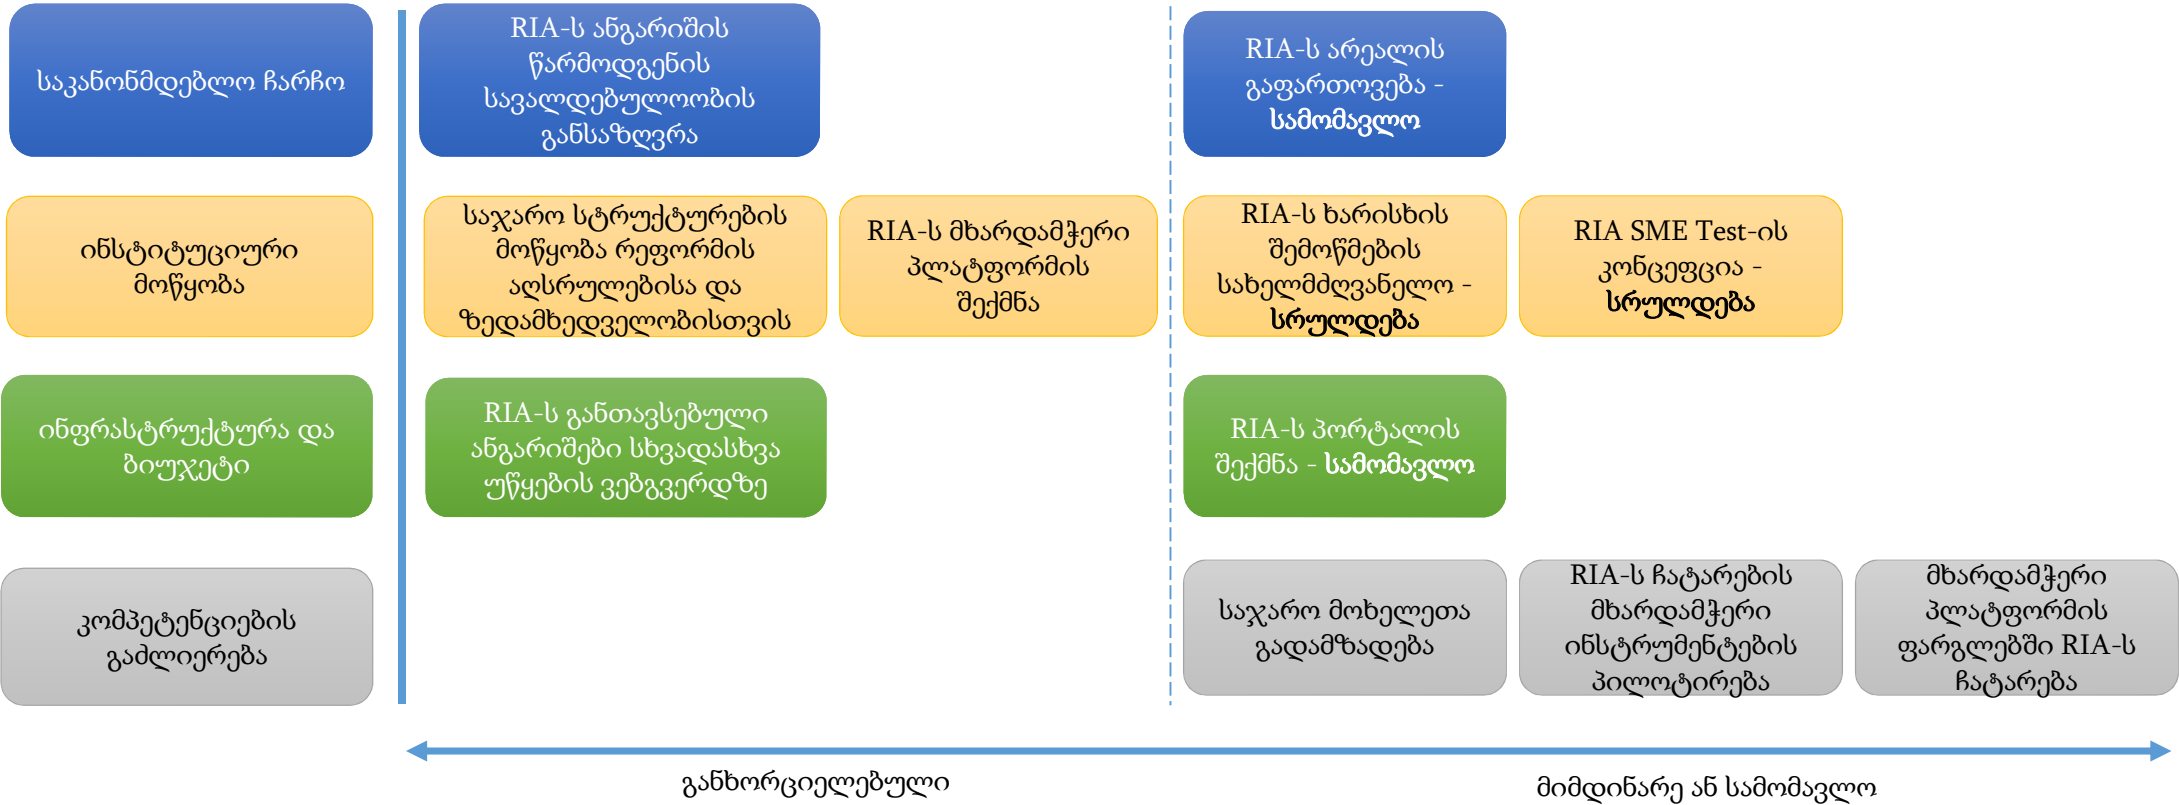 საკანონმდებლო ჩარჩო
RIA-ს ანგარიშის
წარმოდგენის
სავალდებულოობის
განსაზღვრა
RIA-ს არეალის
გაფართოვება -
სამომავლო
ინსტიტუციური
მოწყობა
საჯარო სტრუქტურების
მოწყობა რეფორმის
აღსრულებისა და
ზედამხედველობისთვის
RIA-ს მხარდამჭერი
პლატფორმის
შექმნა
RIA-ს ხარისხის
შემოწმების
სახელმძღვანელო -
სრულდება
RIA SME Test-ის
კონცეფცია -
სრულდება
ინფრასტრუქტურა და
ბიუჯეტი
RIA-ს განთავსებული
ანგარიშები სხვადასხვა
უწყების ვებგვერდზე
RIA-ს პორტალის
შექმნა - სამომავლო
კომპეტენციების
გაძლიერება
საჯარო მოხელეთა
გადამზადება
RIA-ს ჩატარების
მხარდამჭერი
ინსტრუმენტების
პილოტირება
მხარდამჭერი
პლატფორმის
ფარგლებში RIA-ს
ჩატარება
განხორციელებული
მიმდინარე ან სამომავლო